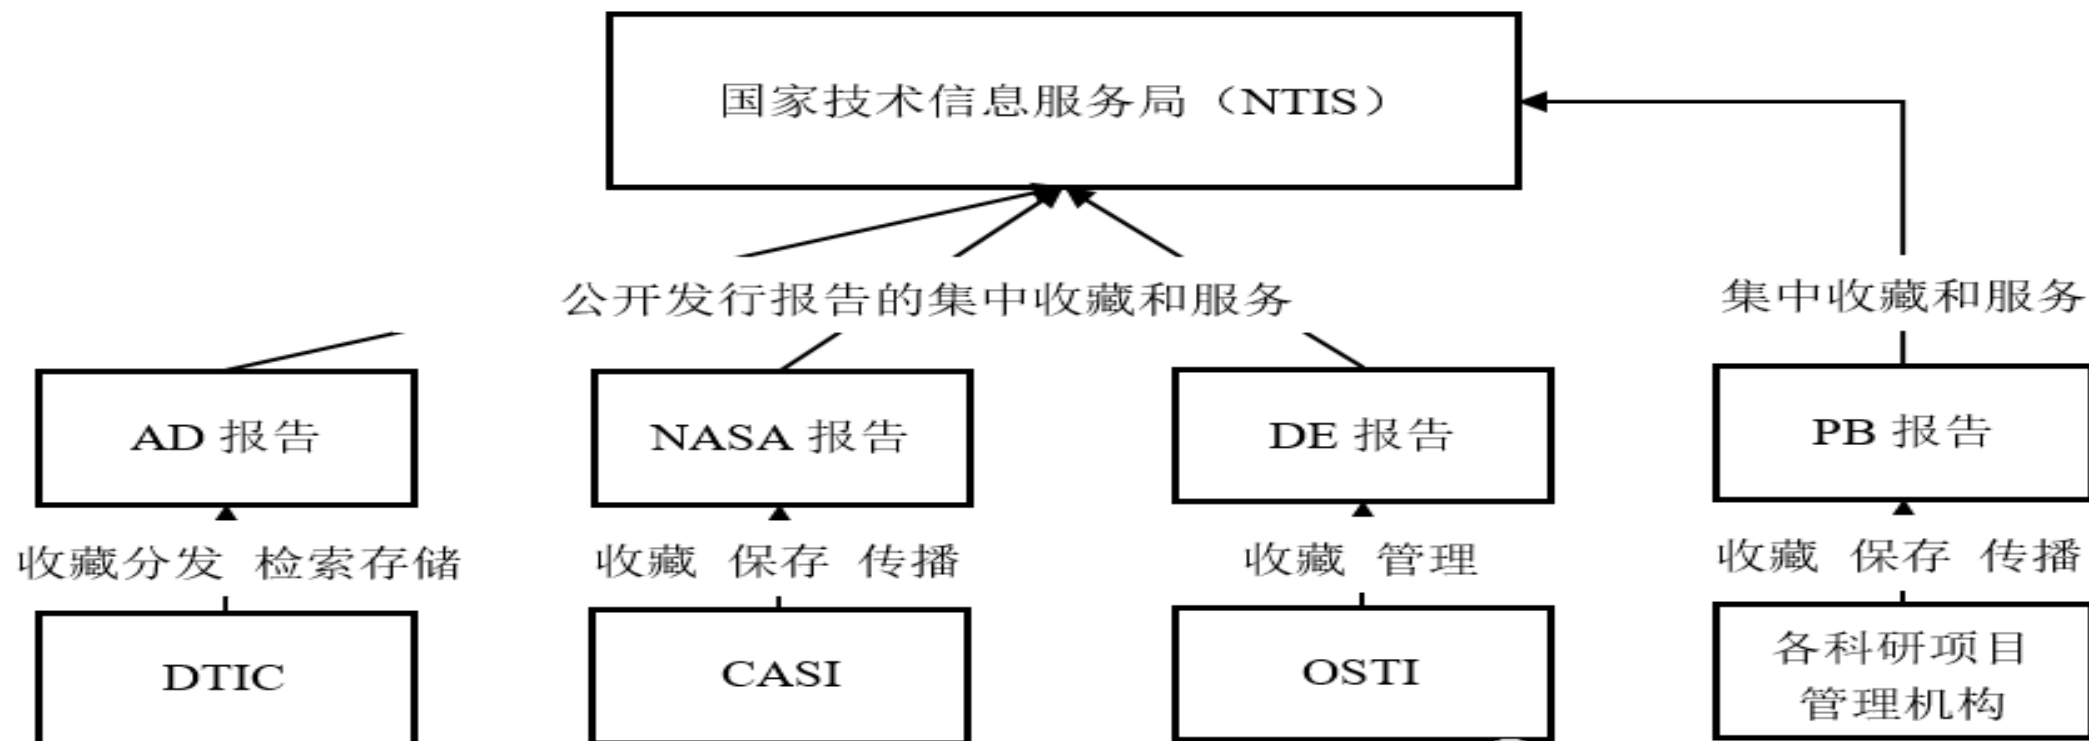 国家技术信息服务局（NTIS）
公开发行报告的集中收藏和服务
集中收藏和服务
AD 报告
NASA 报告
DE 报告
PB 报告
收藏分发 检索存储
收藏 保存 传播
收藏 管理
收藏 保存 传播
DTIC
CASI
OSTI
各科研项目
管理机构